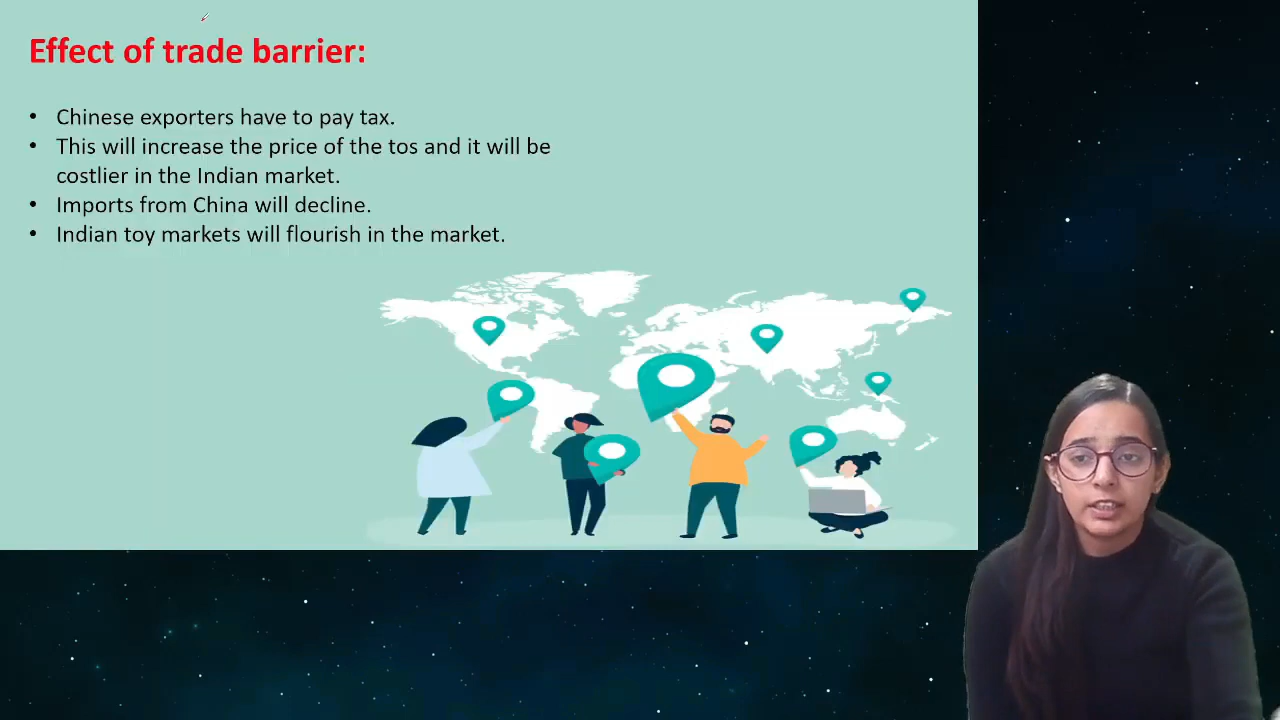 Effect of trade barrier:
• Chinese exporters have to pay tax.
• This will increase the price of the tos and it will be
costlier in the Indian market.
• Imports from China will decline.
• Indian toy markets will flourish in the market.